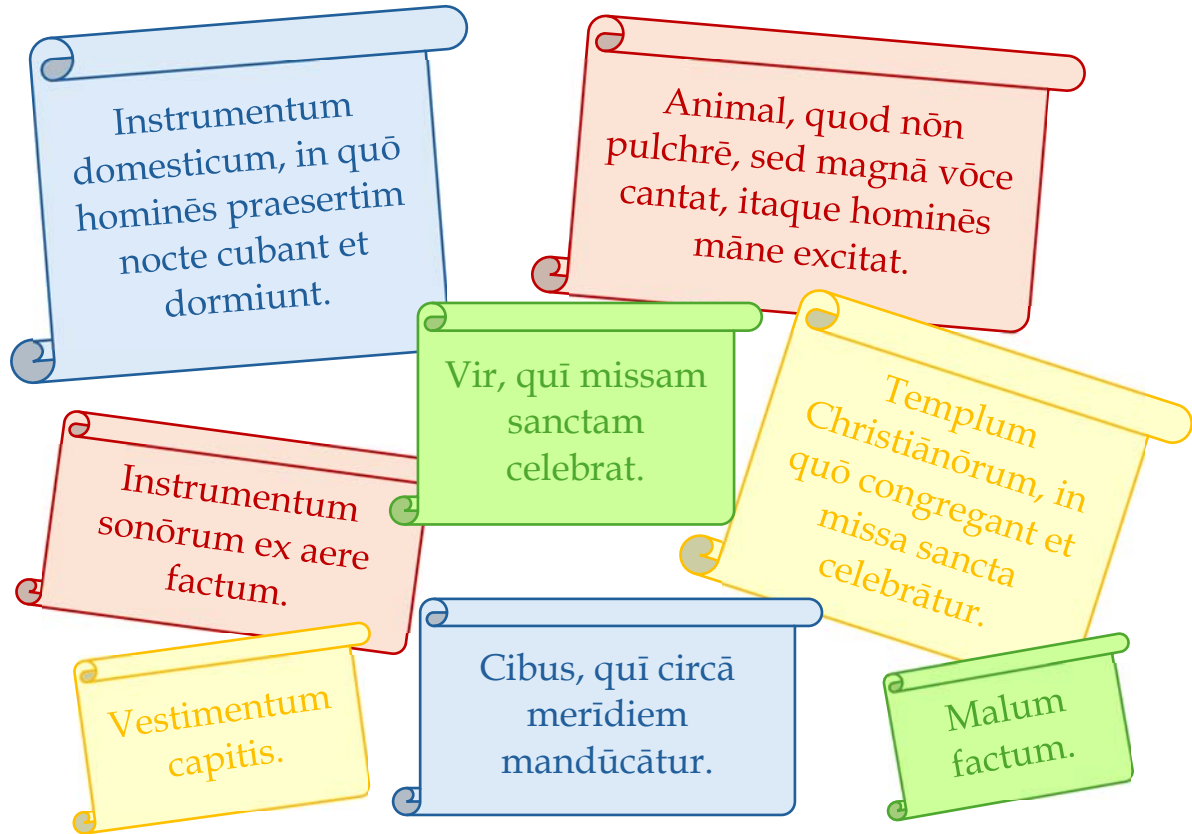 Instrumentum
domesticum, in quō
hominēs praesertim
nocte cubant et
dormiunt.
Animal, quod nōn
pulchrē, sed magnā vōce
cantat, itaque hominēs
māne excitat.
Vir, quī missam
sanctam
celebrat.
Templum
Christiānōrum, in
quō congregant et
missa sancta
celebrātur.
Instrumentum
sonōrum ex aere
factum.
Vestimentum
capitis.
Cibus, quī circā
merīdiem
mandūcātur.
Malum
factum.